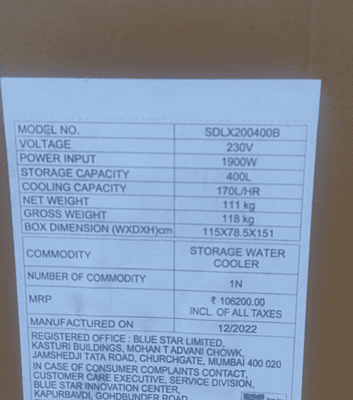 MODEL NO. SDLX200400B
VOLTAGE 230V
POWER INPUT 1900W
STORAGE CAPACITY 400L
COOLING CAPACITY 170L/HR
NET WEIGHT 111 kg
GROSS WEIGHT 118 kg
BOX DIMENSION (WXDXH)cm 115X78.5X151
COMMODITY STORAGE WATER
COOLER
NUMBER OF COMMODITY 1N
MRP ₹ 106200.00
INCL. OF ALL TAXES
MANUFACTURED ON 12/2022
REGISTERED OFFICE : BLUE STAR LIMITED,
KASTURI BUILDINGS, MOHAN T ADVANI CHOWK,
JAMSHEDJI TATA ROAD, CHURCHGATE, MUMBAI 400 020
IN CASE OF CONSUMER COMPLAINTS CONTACT,
CUSTOMER CARE EXECUTIVE, SERVICE DIVISION,
BLUE STAR INNOVATION CENTER,
KAPURBAVDI, GOHDBUNDER ROAD